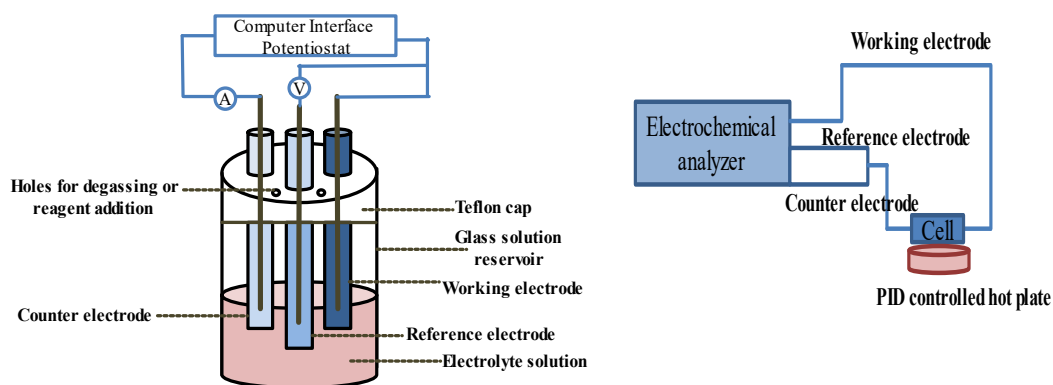 Computer Interface
Potentiostat
A
V
Holes for degassing or
reagent addition
Teflon cap
Glass solution
reservoir
Working electrode
Counter electrode
Reference electrode
Electrolyte solution
Working electrode
Electrochemical
analyzer
Reference electrode
Counter electrode
Cell
PID controlled hot plate